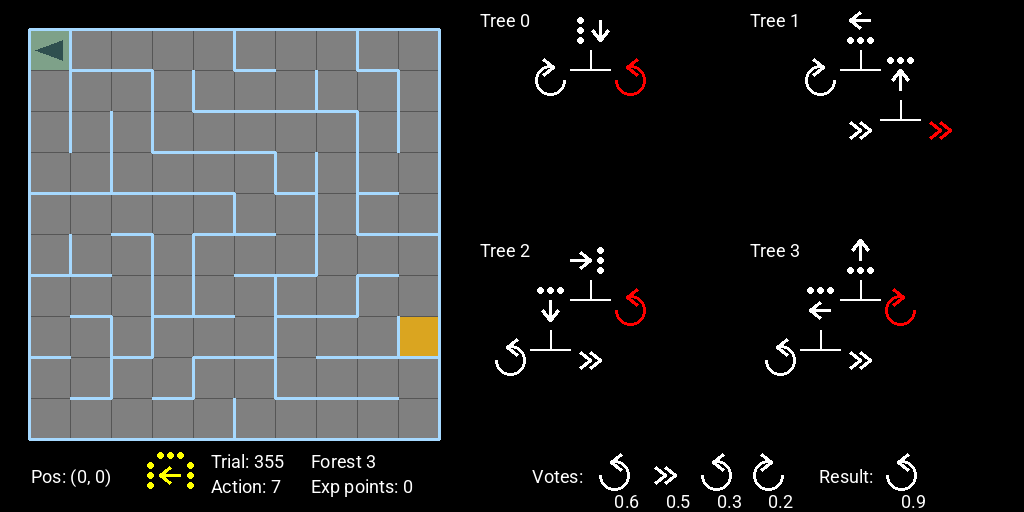 Tree 0
Tree 1
Tree 2
Tree 3
Pos: (0, 0)
Trial: 355
Forest 3
Action: 7
Exp points: 0
Votes:
0.6
0.5
0.3
0.2
Result:
0.9